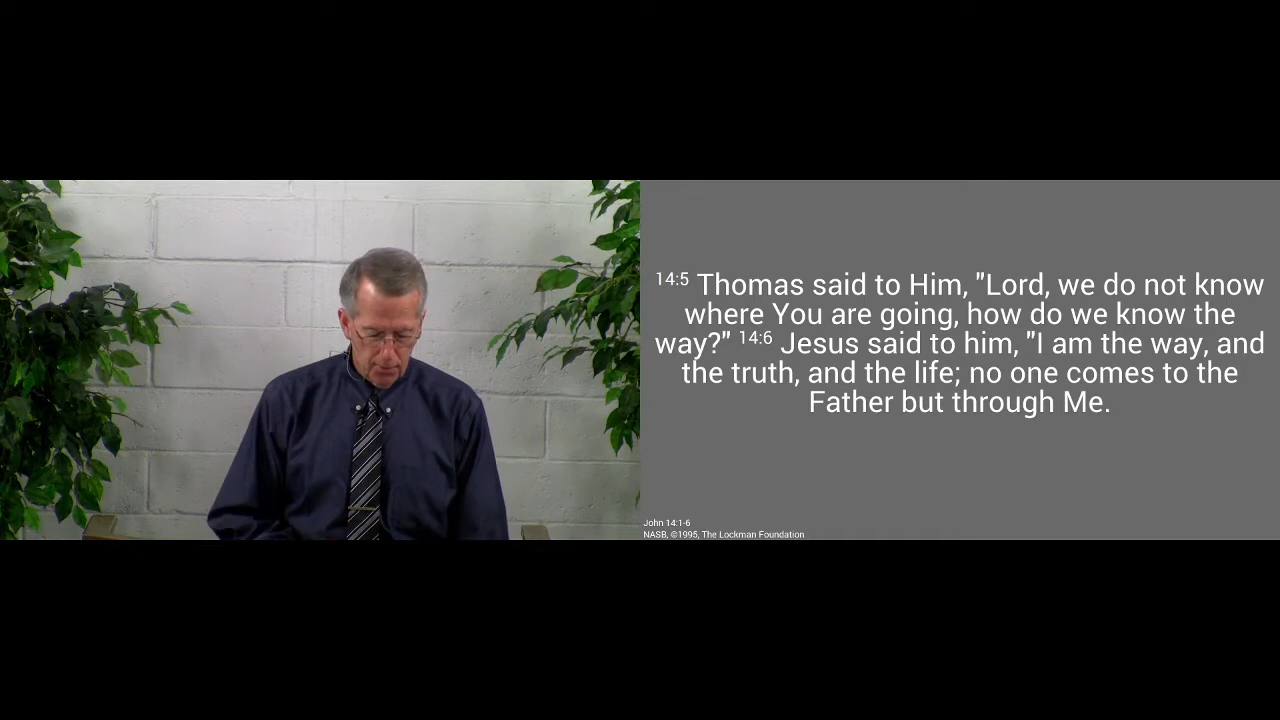 14:5 Thomas said to Him, "Lord, we do not know
where You are going, how do we know the
way?" 14:6 Jesus said to him, "I am the way, and
the truth, and the life; no one comes to the
Father but through Me.
John 14:1-6
NASB, ©1995, The Lockman Foundation